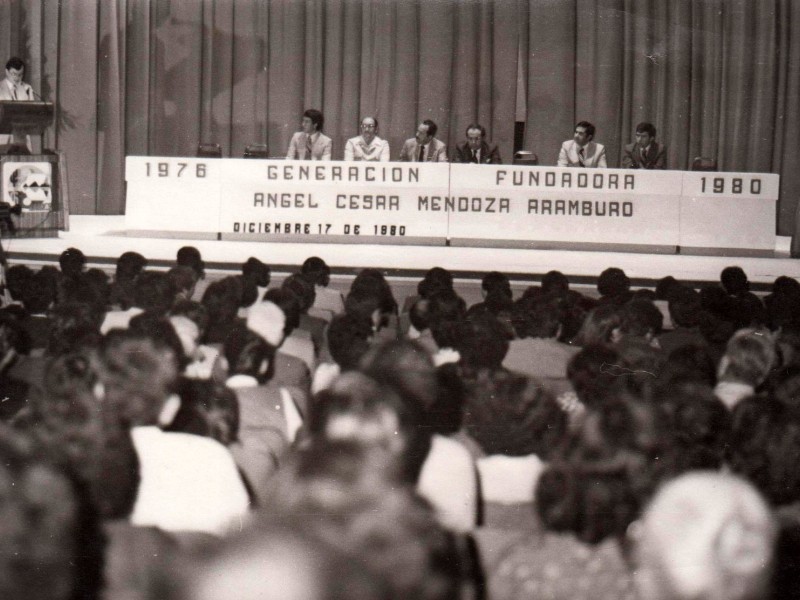 1976 GENERACION FUNDADORA 1980
ANGEL CESAR MENDOZA ARAMBURO
DICIEMBRE 17 DE 1980